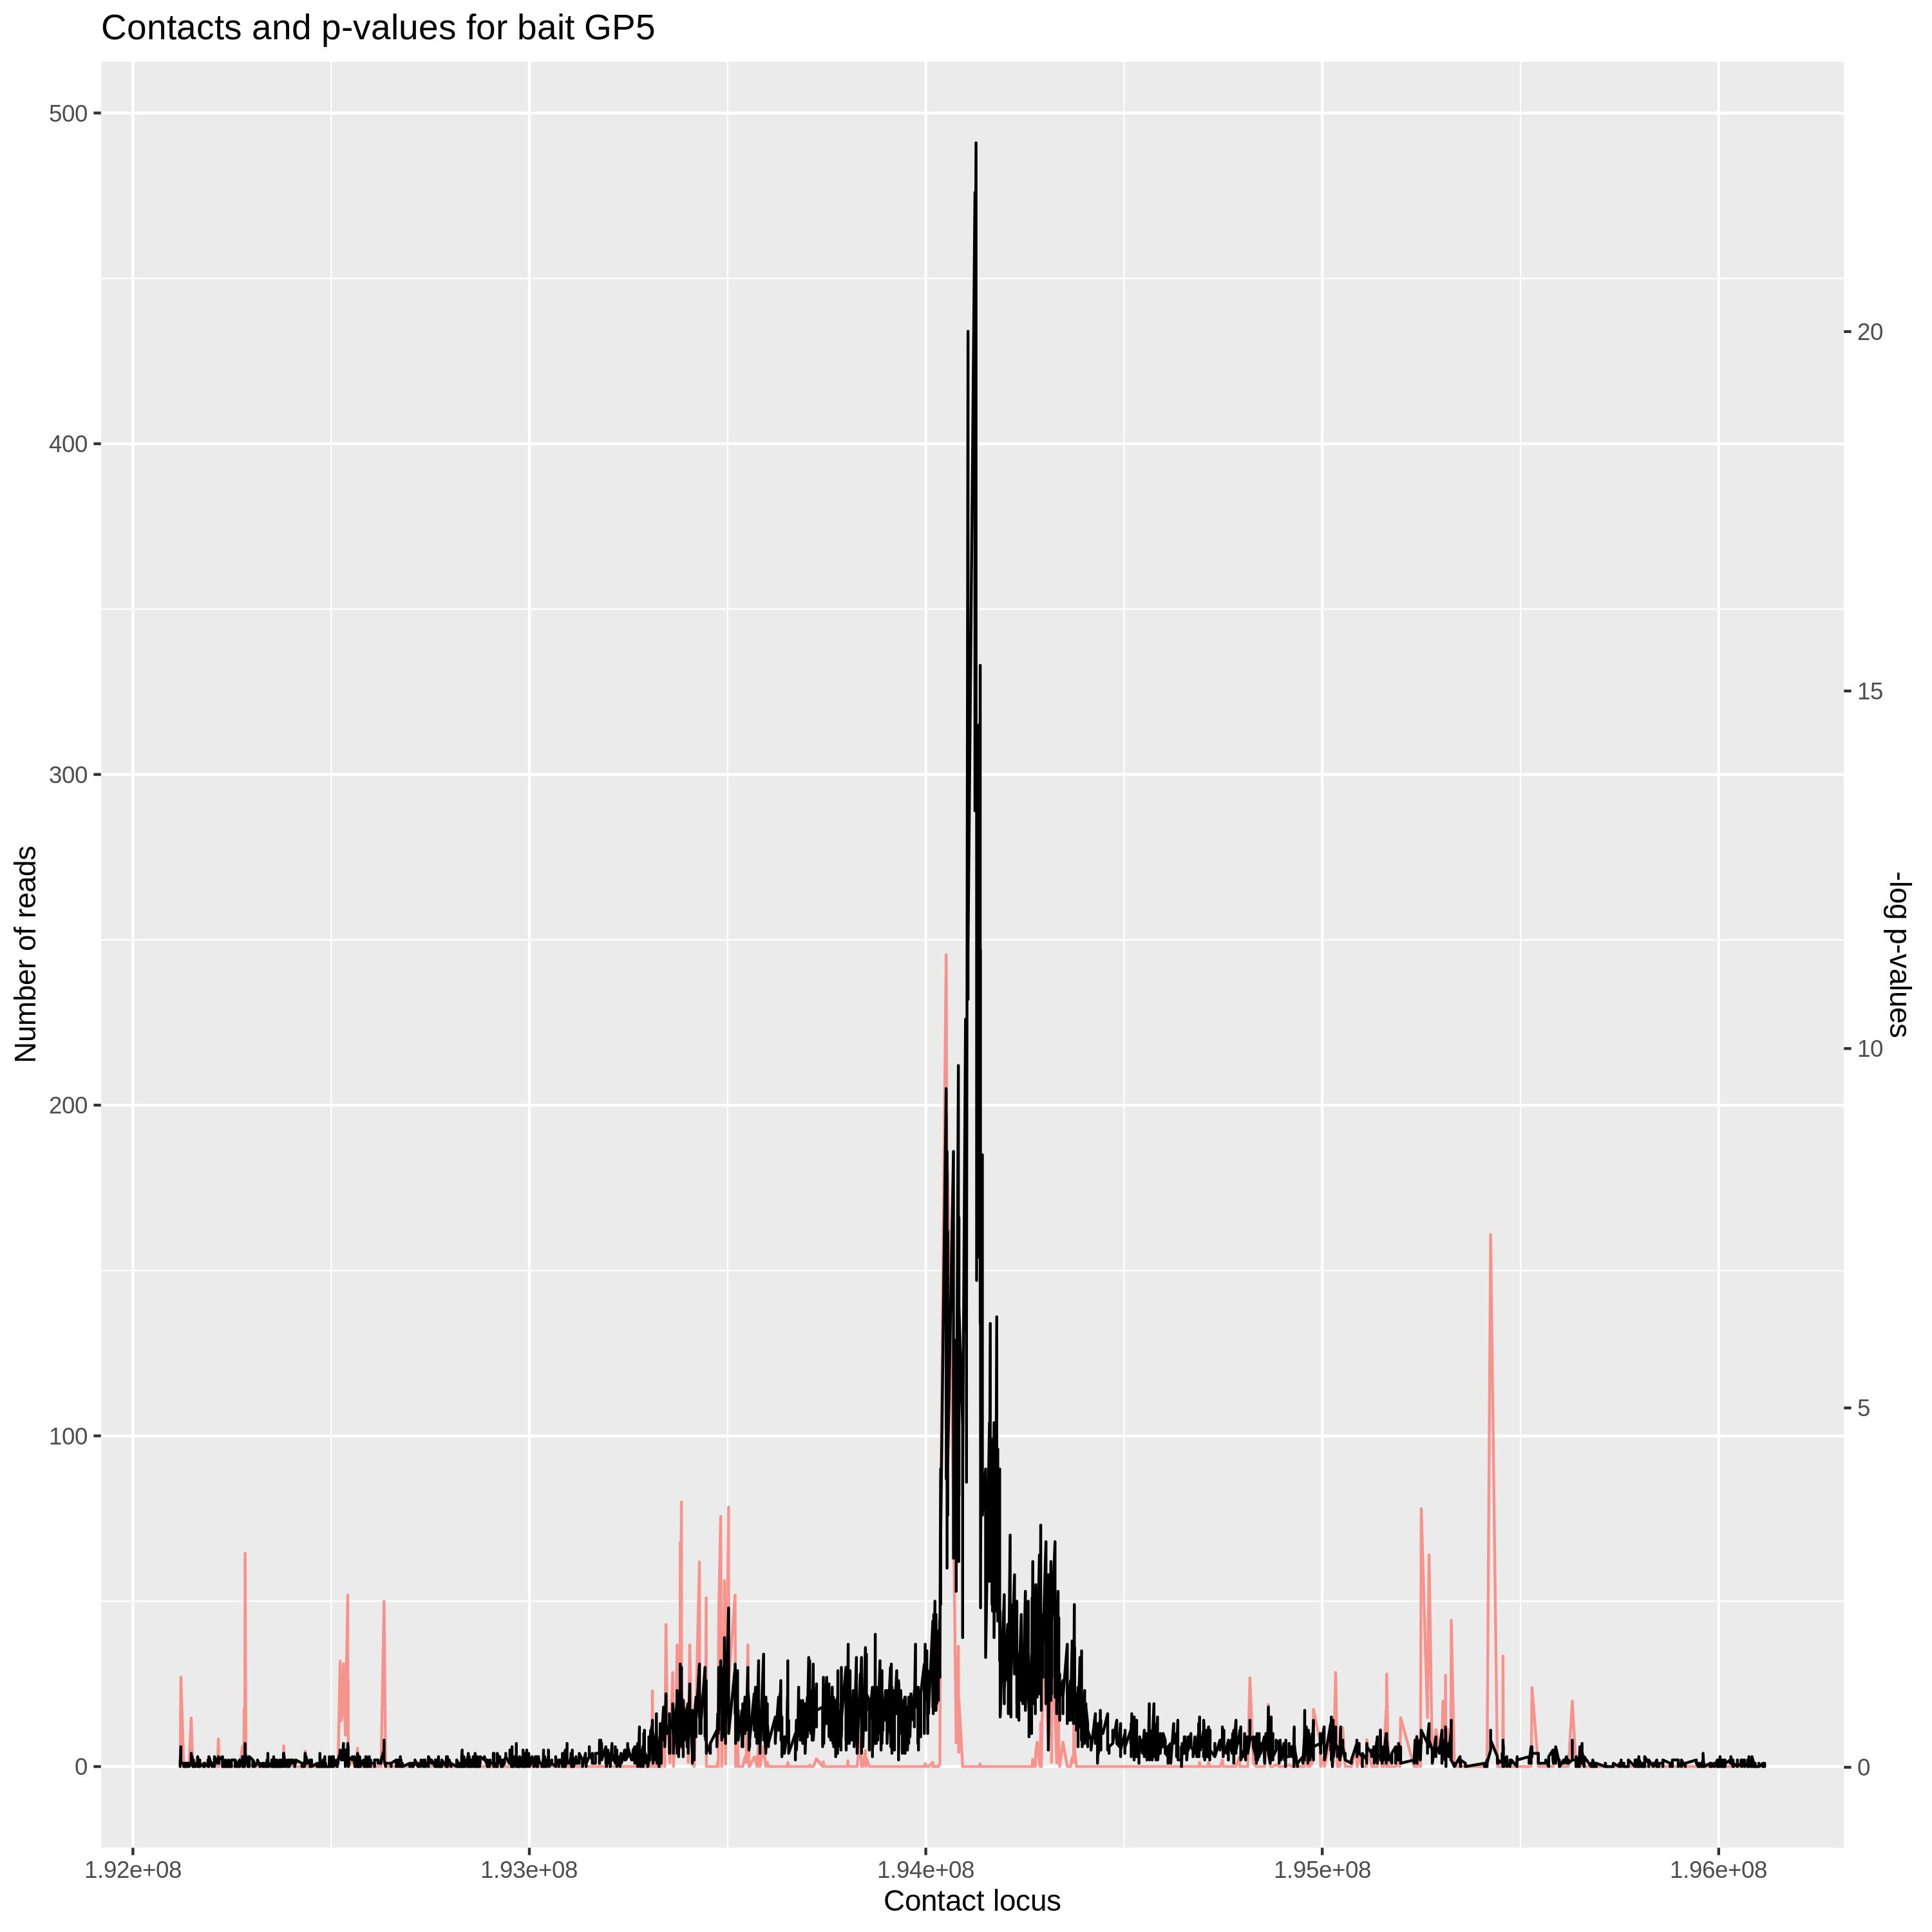 Contacts and p-values for bait GP5
500
400
300
200
100
0
Number of reads
20
15
10
5
0
-log p-values
1.92e+08
1.93e+08
1.94e+08
1.95e+08
1.96e+08
Contact locus